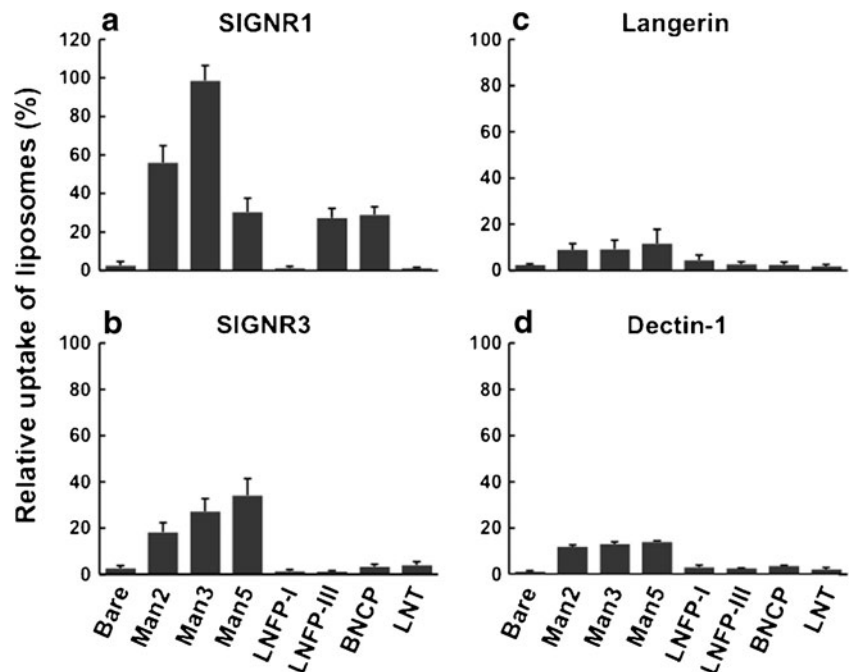 Relative uptake of liposomes (%)
a
SIGNR1
120
100
80
60
40
20
0
c
Langerin
100
80
60
40
20
0
b
SIGNR3
100
80
60
40
20
0
Bare
Man2
Man3
Man5
LNFP-I
LNFP-III
BNCP
LNT
d
Dectin-1
100
80
60
40
20
0
Bare
Man2
Man3
Man5
LNFP-I
LNFP-III
BNCP
LNT